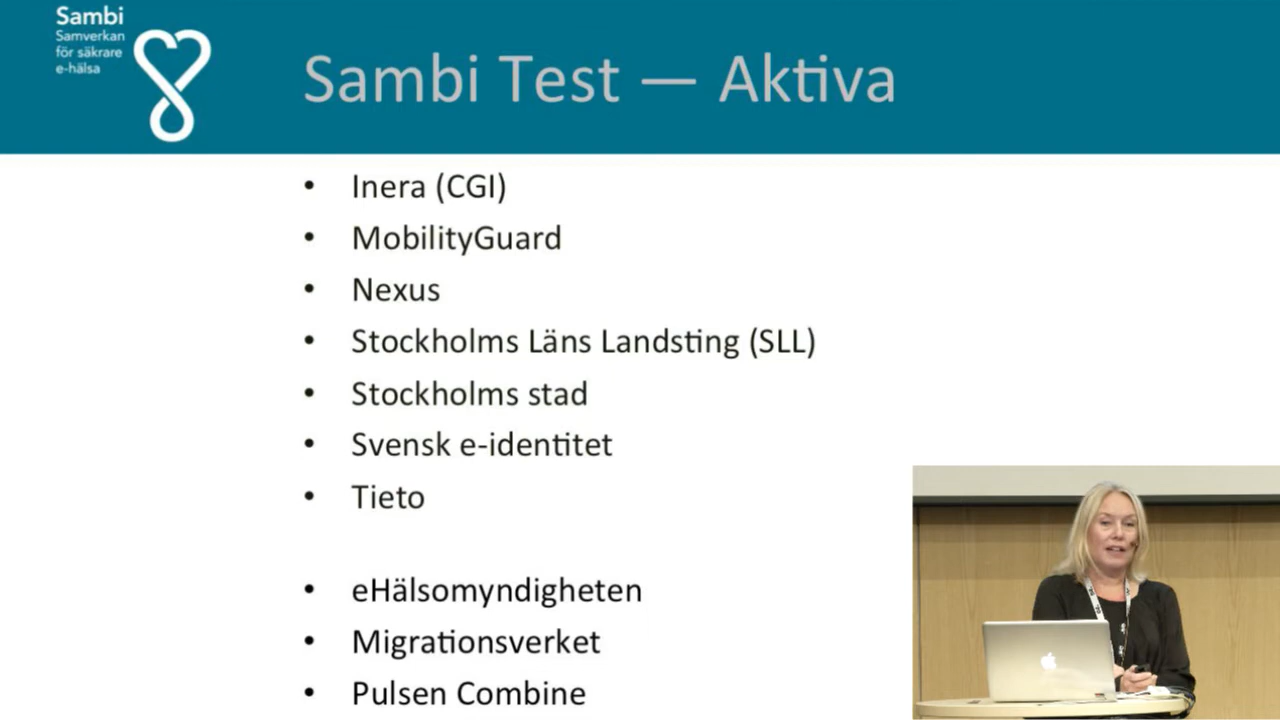 Sambi
Samverkan
för säkrare
e-hälsa
Sambi Test — Aktiva
• Inera (CGI)
• MobilityGuard
• Nexus
• Stockholms Läns Landsting (SLL)
• Stockholms stad
• Svensk e-identitet
• Tieto
• eHälsomyndigheten
• Migrationsverket
• Pulsen Combine